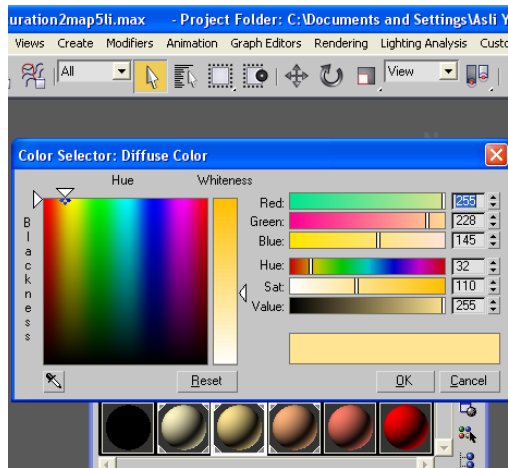 uration2map5li.max - Project Folder: C:\Documents and Settings\Asli Y
Views Create Modifiers Animation Graph Editors Rendering Lighting Analysis Custo
All View
Color Selector: Diffuse Color
Hue Whiteness
Blackness
Red: 255
Green: 228
Blue: 145
Hue: 32
Sat: 110
Value: 255
Reset OK Cancel